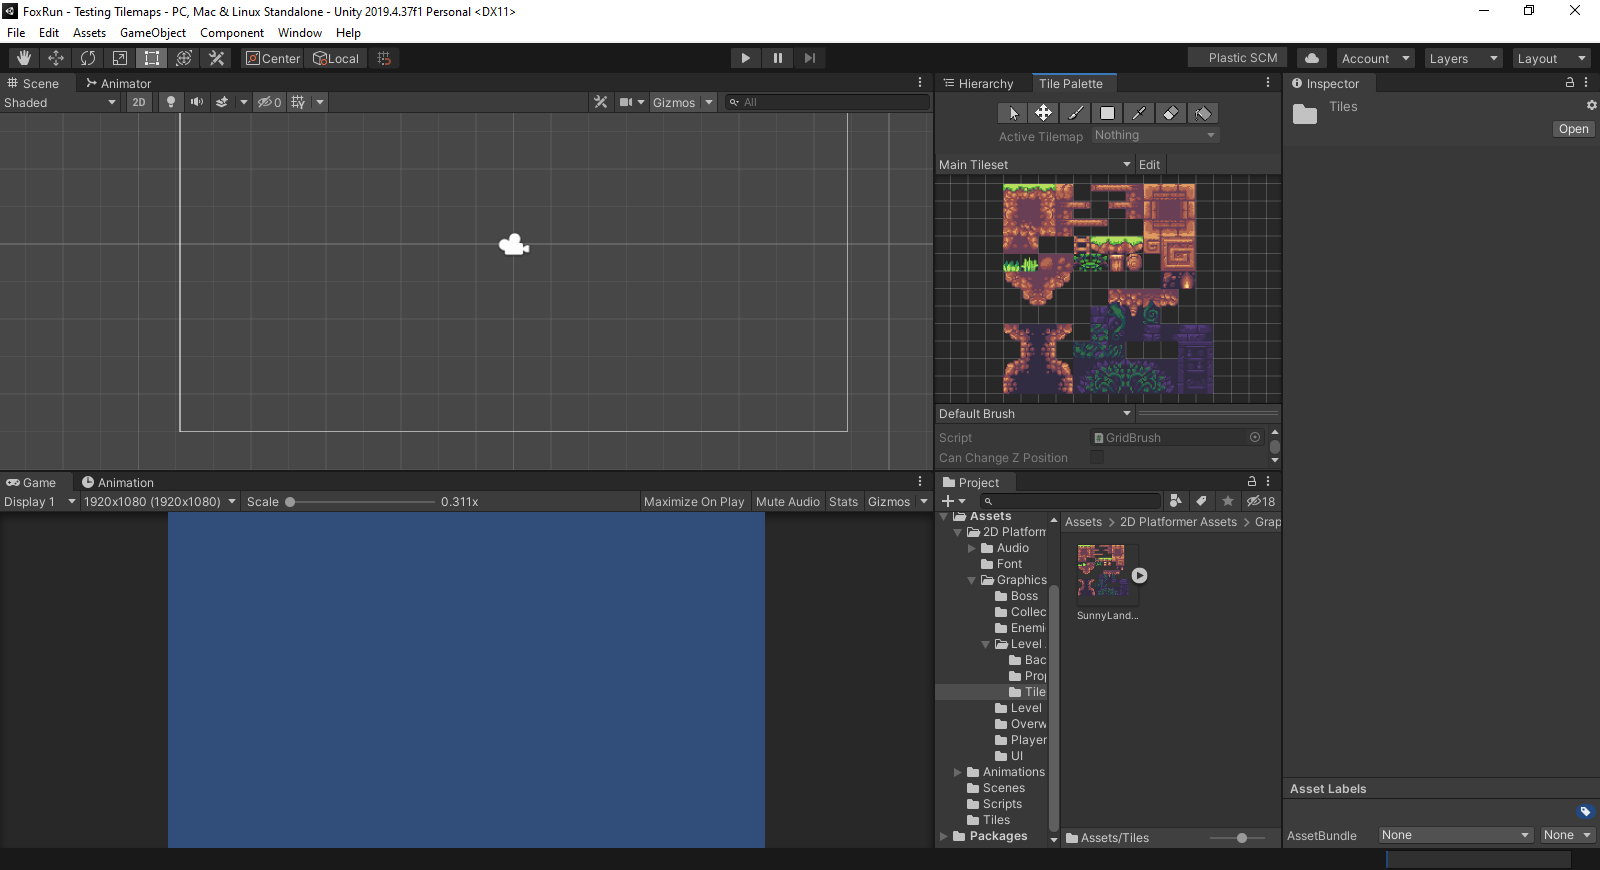 FoxRun - Testing Tilemaps - PC, Mac & Linux Standalone - Unity 2019.4.37f1 Personal <DX11>
File Edit Assets GameObject Component Window Help
Center Local Plastic SCM Account Layers Layout
Scene Animator
Shaded 2D 0 Gizmos All
Hierarchy Tile Palette
Active Tilemap Nothing
Main Tileset Edit
Default Brush
Script GridBrush
Can Change Z Position
Inspector
Tiles
Open
Game Animation
Display 1 1920x1080 (1920x1080) Scale 0.311x Maximize On Play Mute Audio Stats Gizmos
Project
18
Assets
2D Platform
Audio
Font
Graphics
Boss
Collec
Enemi
Level
Bac
Prop
Tile
Level
Overw
Player
UI
Animations
Scenes
Scripts
Tiles
Packages
Assets > 2D Platformer Assets > Grap
SunnyLand...
Assets/Tiles
Asset Labels
AssetBundle None None